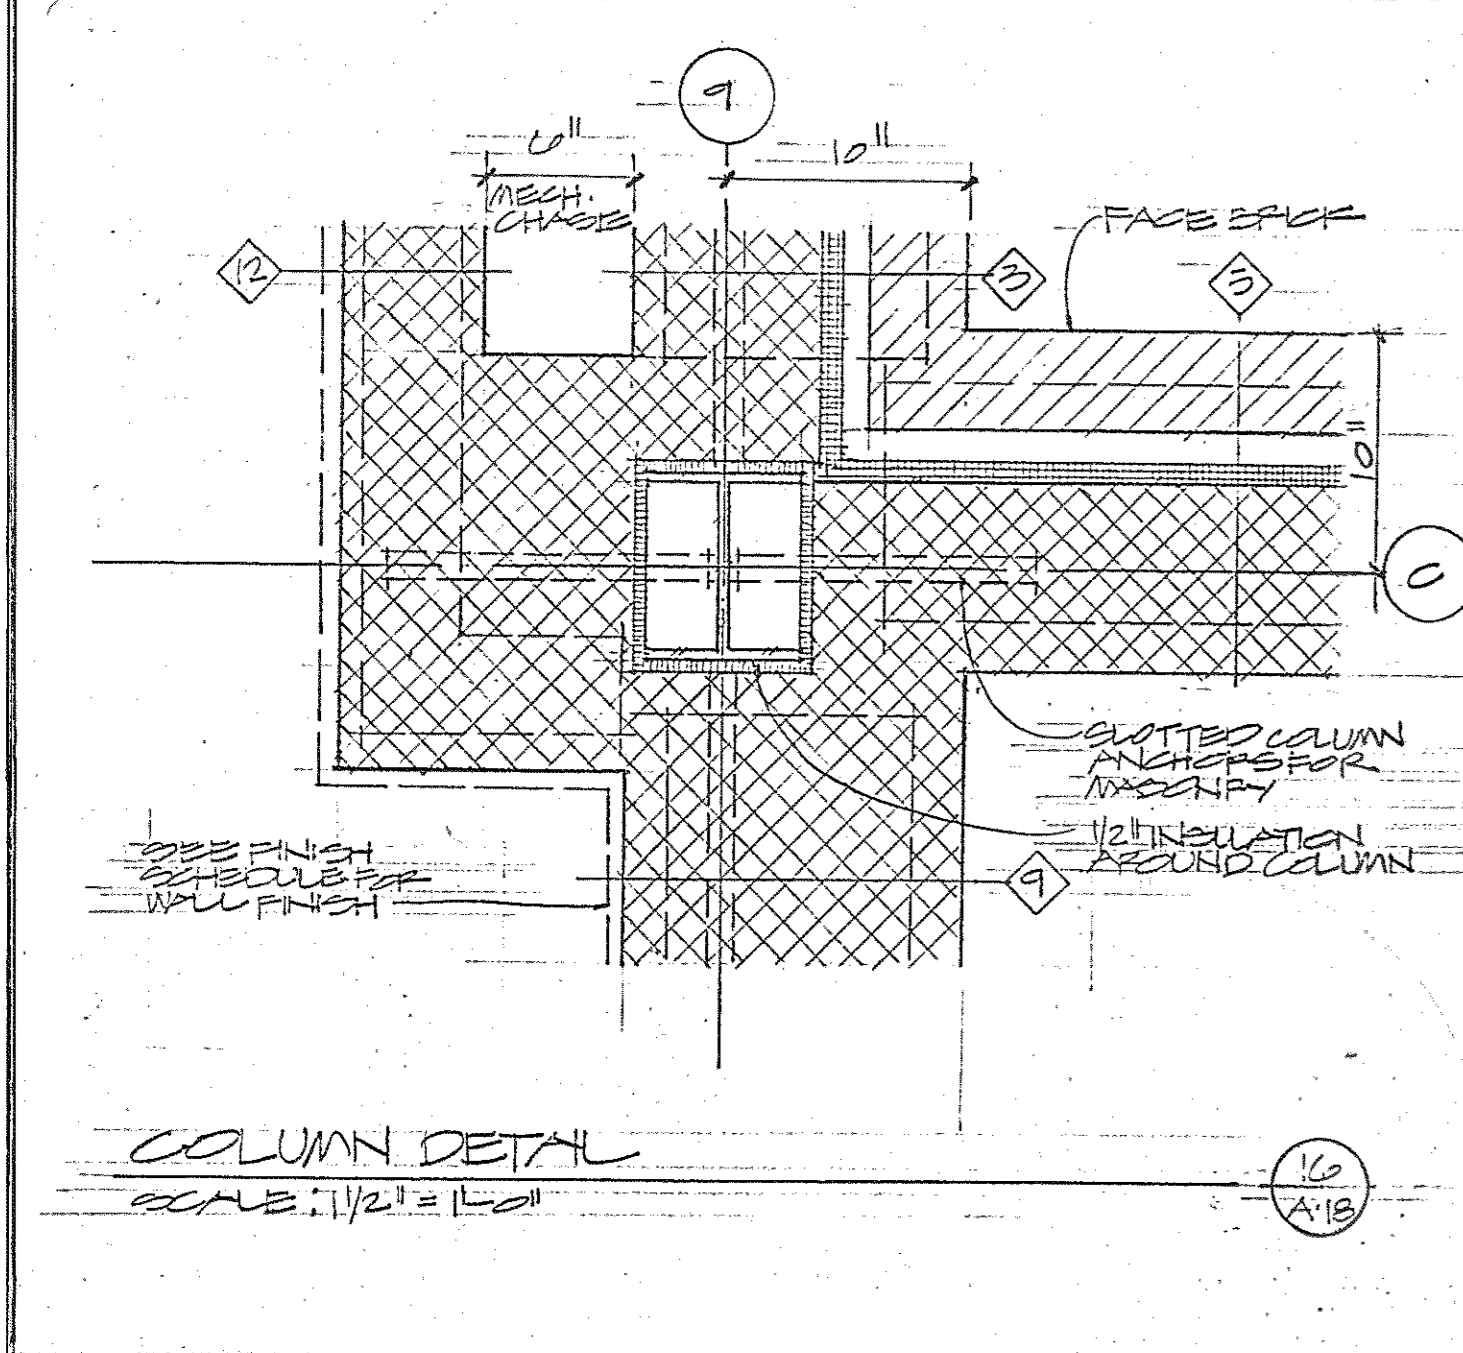 9
6"
10"
MECH.
CHASE
FACE BRICK
12
3
10"
C
SLOTTED COLUMN
ANCHORS FOR
MASONRY
1/2" INSULATION
AROUND COLUMN
SEE FINISH
SCHEDULE FOR
WALL FINISH
9
COLUMN DETAIL
SCALE: 1 1/2" = 1'-0"
16
A·18